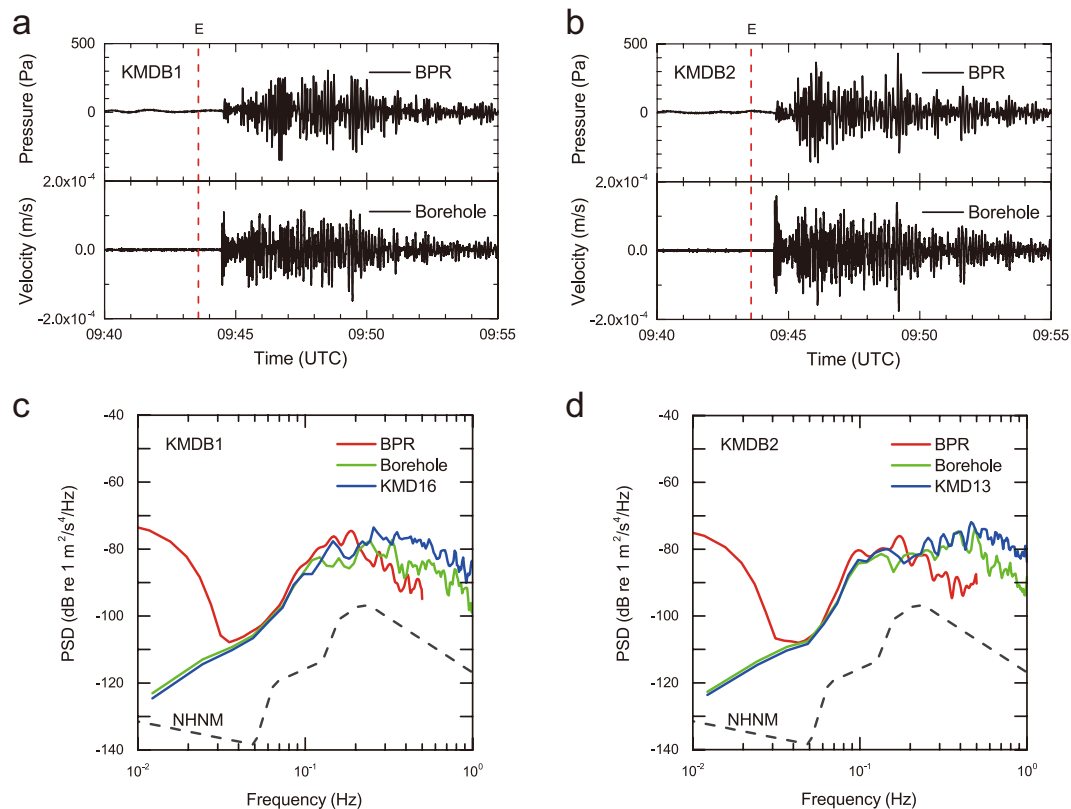 a
E
500
KMDB1
BPR
Pressure (Pa)
0
2.0x10⁻⁴
Borehole
Velocity (m/s)
0.0
−2.0x10⁻⁴
09:40 09:45 09:50 09:55
Time (UTC)
b
E
500
KMDB2
BPR
Pressure (Pa)
0
2.0x10⁻⁴
Borehole
Velocity (m/s)
0.0
−2.0x10⁻⁴
09:40 09:45 09:50 09:55
Time (UTC)
c
-40
KMDB1
BPR
Borehole
KMD16
-60
-80
PSD (dB re 1 m²/s⁴/Hz)
-100
-120
NHNM
-140
10⁻² 10⁻¹ 10⁰
Frequency (Hz)
d
-40
KMDB2
BPR
Borehole
KMD13
-60
-80
PSD (dB re 1 m²/s⁴/Hz)
-100
-120
NHNM
-140
10⁻² 10⁻¹ 10⁰
Frequency (Hz)